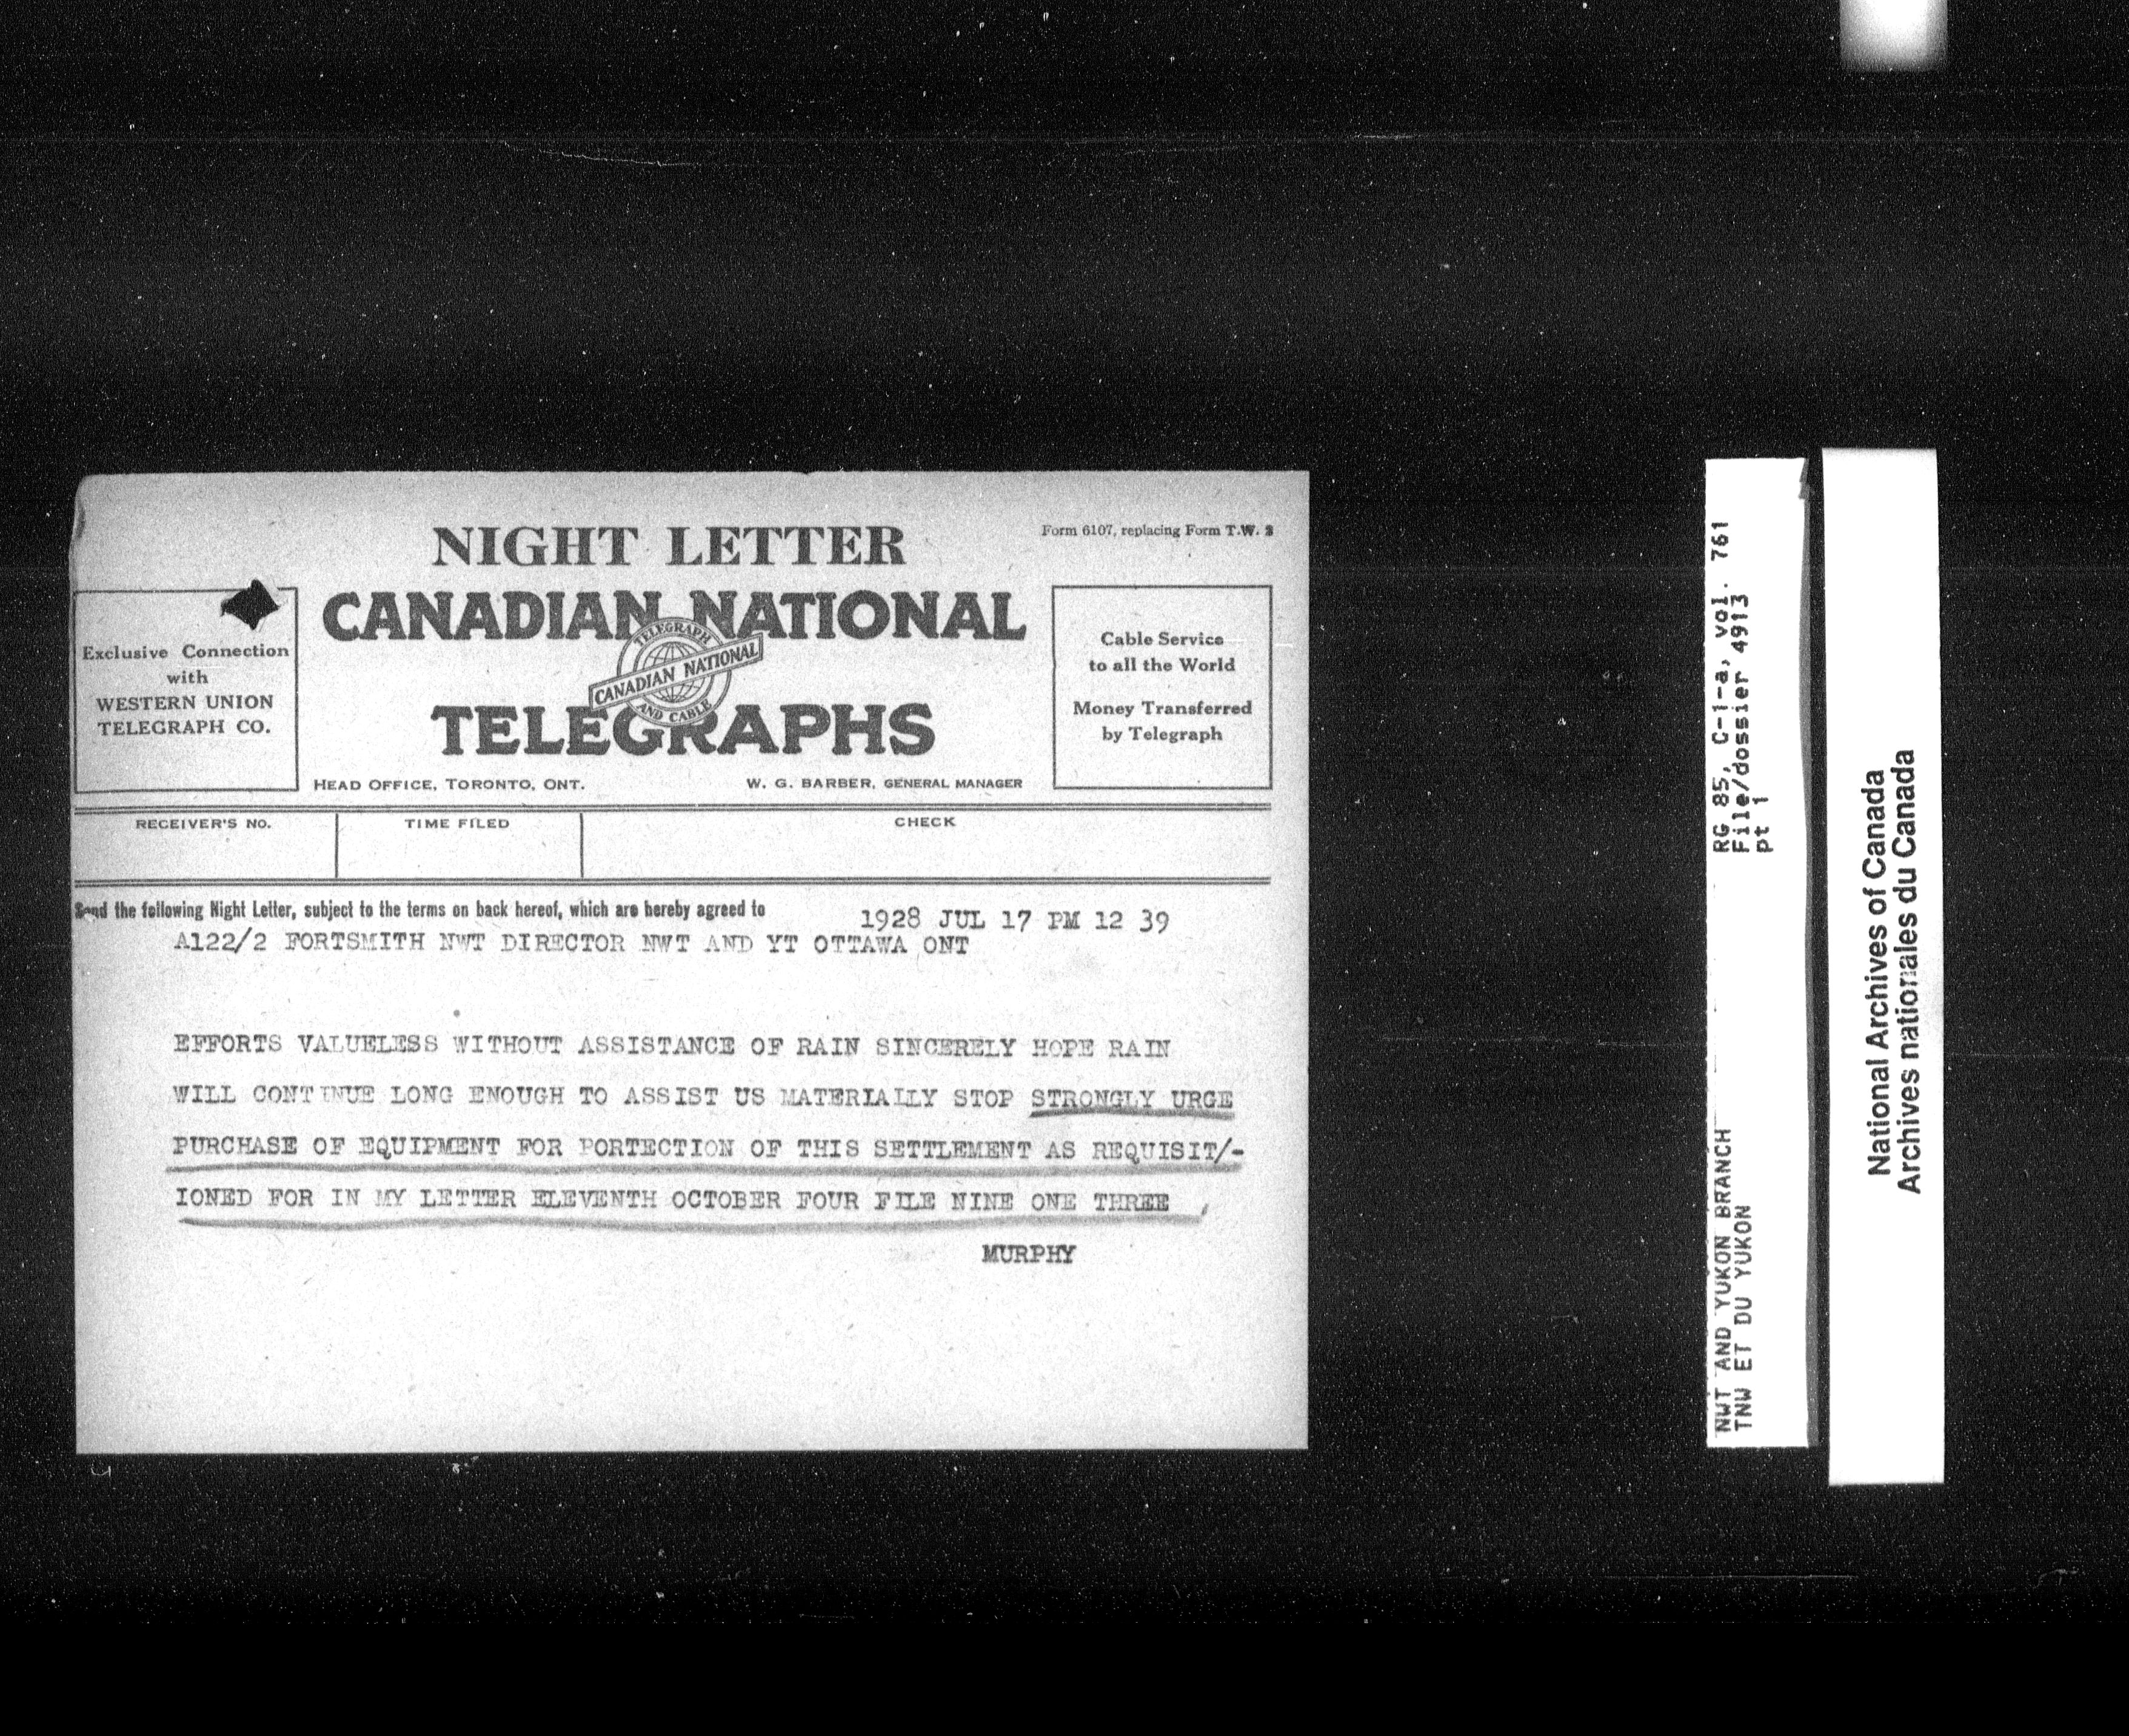 NIGHT LETTER
Form 6107, replacing Form T.W. 3
Exclusive Connection
with
WESTERN UNION
TELEGRAPH CO.
CANADIAN NATIONAL
TELEGRAPH
CANADIAN NATIONAL
AND CABLE
TELEGRAPHS
Cable Service
to all the World
Money Transferred
by Telegraph
HEAD OFFICE, TORONTO, ONT.
W. G. BARBER, GENERAL MANAGER
RECEIVER'S NO.
TIME FILED
CHECK
Send the following Night Letter, subject to the terms on back hereof, which are hereby agreed to
1928 JUL 17 PM 12 39
A122/2 FORTSMITH NWT DIRECTOR NWT AND YT OTTAWA ONT
EFFORTS VALUELESS WITHOUT ASSISTANCE OF RAIN SINCERELY HOPE RAIN
WILL CONTINUE LONG ENOUGH TO ASSIST US MATERIALLY STOP STRONGLY URGE
PURCHASE OF EQUIPMENT FOR PORTECTION OF THIS SETTLEMENT AS REQUISIT/-
IONED FOR IN MY LETTER ELEVENTH OCTOBER FOUR FILE NINE ONE THREE ,
MURPHY
RG 85, C-1-a, vol. 761
File/dossier 4913
pt 1
NWT AND YUKON BRANCH
TNW ET DU YUKON
National Archives of Canada
Archives nationales du Canada